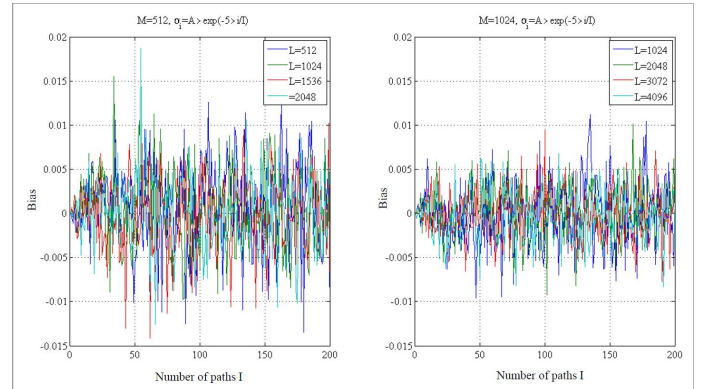 M=512, σi=A>exp(-5>i/I)
0.02
0.015
0.01
0.005
0
-0.005
-0.01
-0.015
Bias
0 50 100 150 200
Number of paths I
L=512
L=1024
L=1536
=2048
M=1024, σi=A>exp(-5>i/I)
0.02
0.015
0.01
0.005
0
-0.005
-0.01
-0.015
Bias
0 50 100 150 200
Number of paths I
L=1024
L=2048
L=3072
L=4096